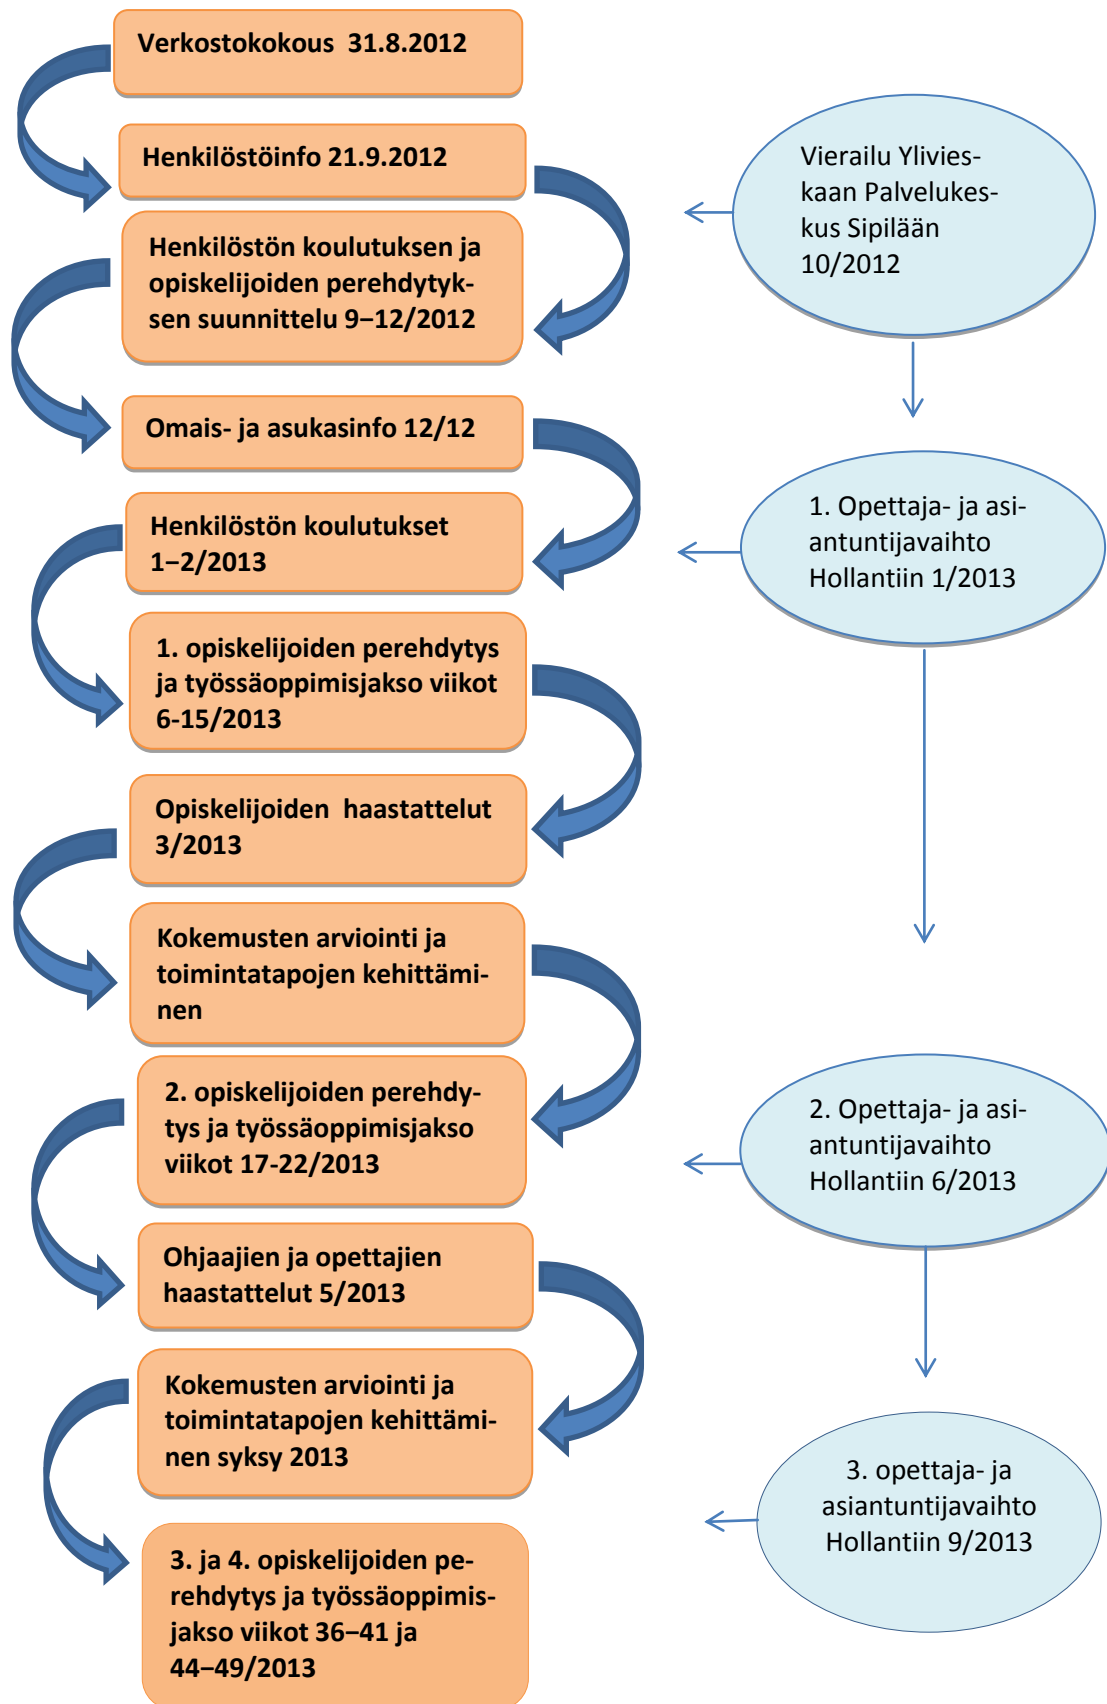 Verkostokokous  31.8.2012
Henkilöstöinfo 21.9.2012
Henkilöstön koulutuksen ja
opiskelijoiden perehdytyk-
sen suunnittelu 9–12/2012
Omais- ja asukasinfo 12/12
Henkilöstön koulutukset
1–2/2013
1. opiskelijoiden perehdytys
ja työssäoppimisjakso viikot
6-15/2013
Opiskelijoiden  haastattelut
3/2013
Kokemusten arviointi ja
toimintatapojen kehittämi-
nen
2. opiskelijoiden perehdy-
tys ja työssäoppimisjakso
viikot 17-22/2013
Ohjaajien ja opettajien
haastattelut 5/2013
Kokemusten arviointi ja
toimintatapojen kehittämi-
nen syksy 2013
3. ja 4. opiskelijoiden pe-
rehdytys ja työssäoppimis-
jakso viikot 36–41 ja
44–49/2013
Vierailu Ylivies-
kaan Palvelukes-
kus Sipilään
10/2012
1. Opettaja- ja asi-
antuntijavaihto
Hollantiin 1/2013
2. Opettaja- ja asi-
antuntijavaihto
Hollantiin 6/2013
3. opettaja- ja
asiantuntijavaihto
Hollantiin 9/2013